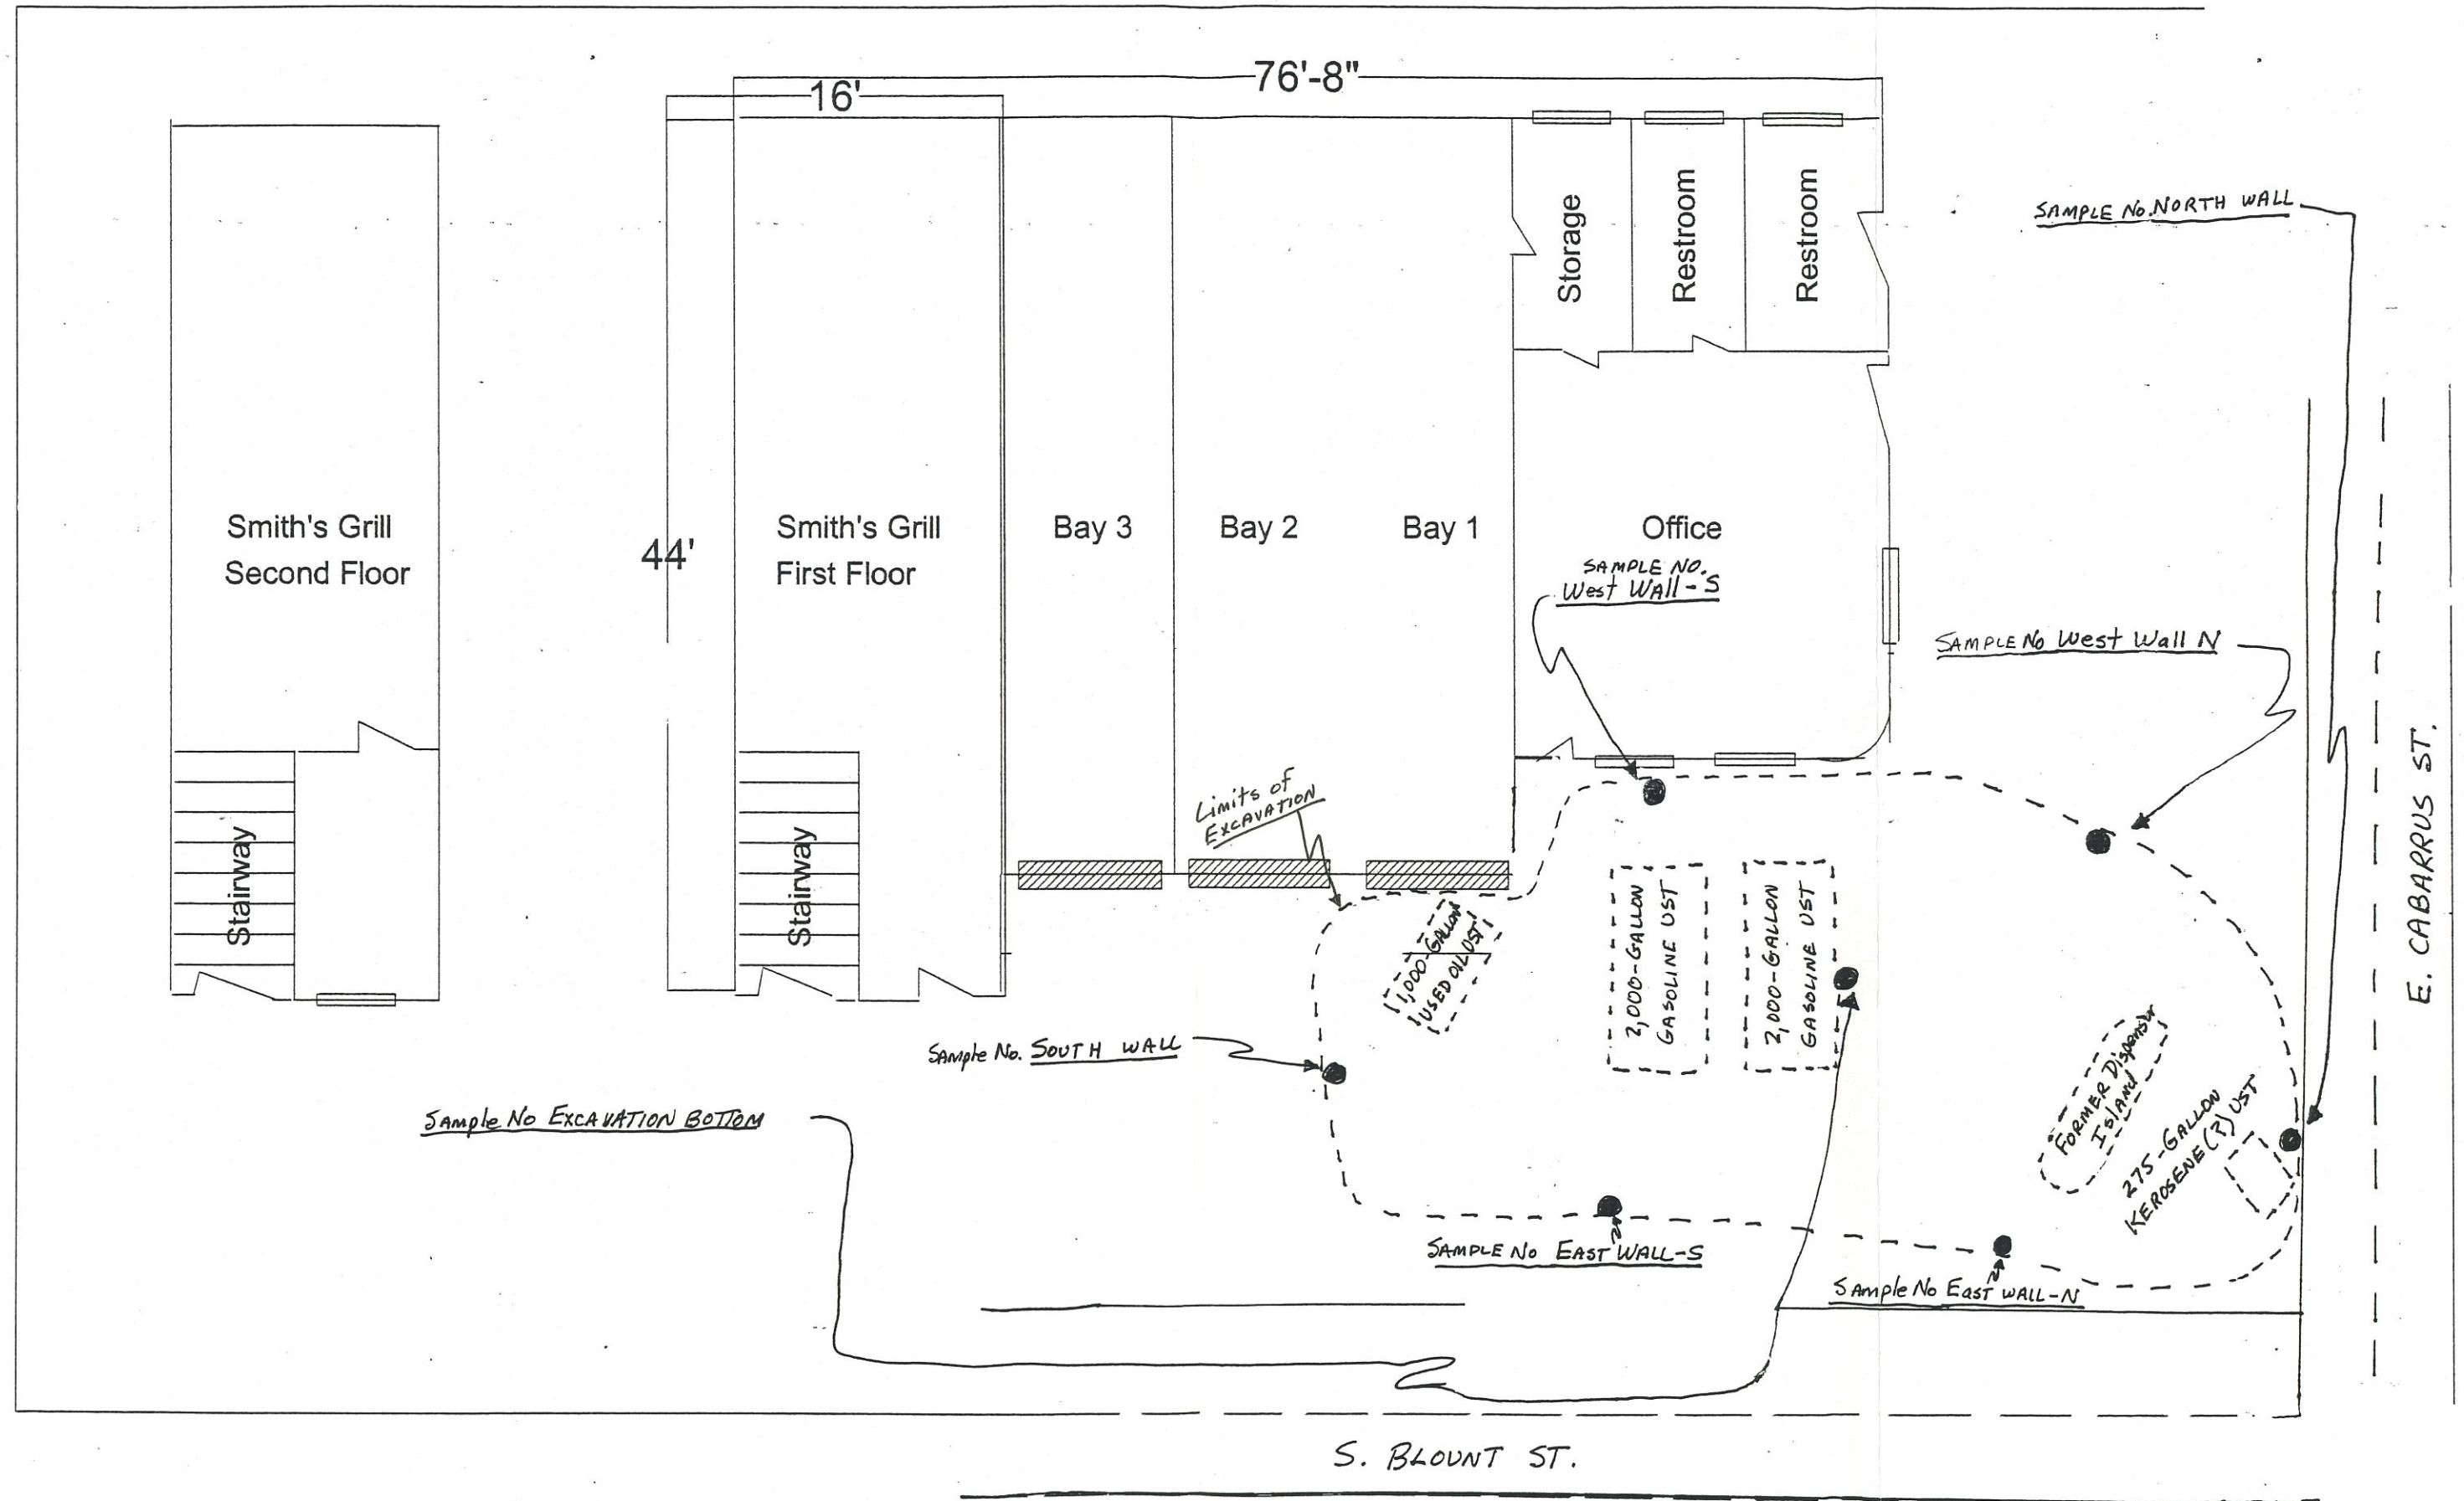 76'-8"
16'
SAMPLE No. NORTH WALL
Storage
Restroom
Restroom
Smith's Grill
Second Floor
44'
Smith's Grill
First Floor
Bay 3
Bay 2
Bay 1
Office
SAMPLE NO.
West WAll-S
SAMPLE No West Wall N
E. CABARRUS ST.
Limits of
EXCAVATION
Stairway
Stairway
1,000-GAllON
USED OIL UST
2,000-GALLON
GASOLINE UST
2,000-GALLON
GASOLINE UST
Sample No. SOUTH WALL
FORMER Dispenser
Island
275-GALLON
KEROSENE(?) UST
Sample No EXCAVATION BOTTOM
SAMPLE No EAST WALL-S
Sample No East WALL-N
S. BLOUNT ST.